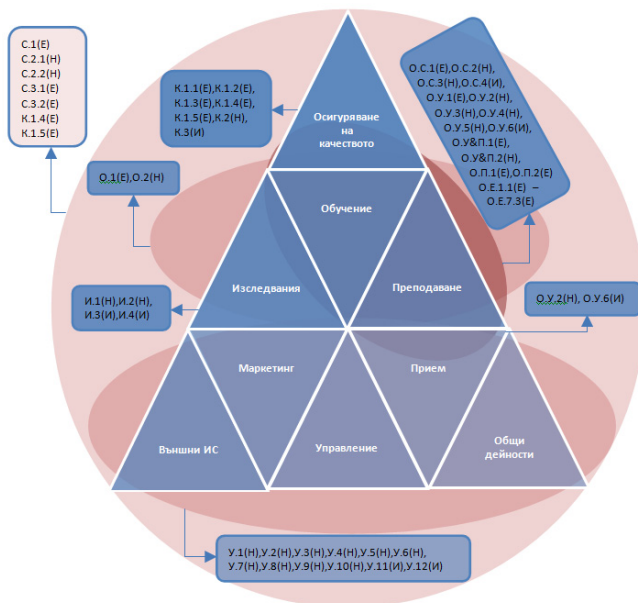 С.1(Е)
С.2.1(Н)
С.2.2(Н)
С.3.1(Е)
С.3.2(Е)
К.1.4(Е)
К.1.5(Е)
К.1.1(Е),К.1.2(Е),
К.1.3(Е),К.1.4(Е),
К.1.5(Е),К.2(Н),
К.3(И)
О.С.1(Е),О.С.2(Н),
О.С.3(Н),О.С.4(И)
О.У.1(Е),О.У.2(Н),
О.У.3(Н),О.У.4(Н),
О.У.5(Н),О.У.6(И),
О.У&П.1(Е),
О.У&П.2(Н),
О.П.1(Е),О.П.2(Е)
О.Е.1.1(Е) –
О.Е.7.3(Е)
Осигуряване
на
качеството
О.1(Е),О.2(Н)
Обучение
Изследвания
Преподаване
И.1(Н),И.2(Н),
И.3(И),И.4(И)
О.У.2(Н), О.У.6(И)
Маркетинг
Прием
Външни ИС
Управление
Общи
дейности
У.1(Н),У.2(Н),У.3(Н),У.4(Н),У.5(Н),У.6(Н),
У.7(Н),У.8(Н),У.9(Н),У.10(Н),У.11(И),У.12(И)